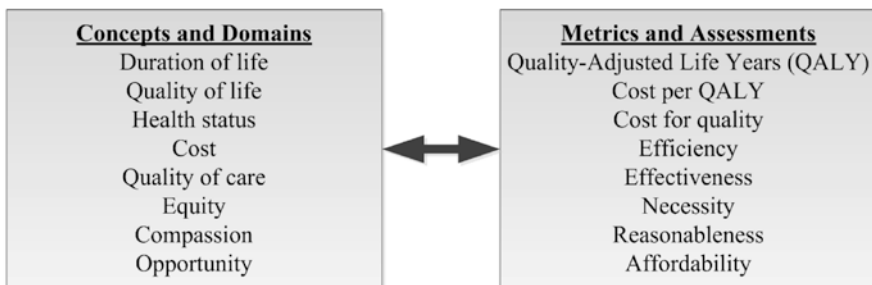 Concepts and Domains
Duration of life
Quality of life
Health status
Cost
Quality of care
Equity
Compassion
Opportunity
Metrics and Assessments
Quality-Adjusted Life Years (QALY)
Cost per QALY
Cost for quality
Efficiency
Effectiveness
Necessity
Reasonableness
Affordability